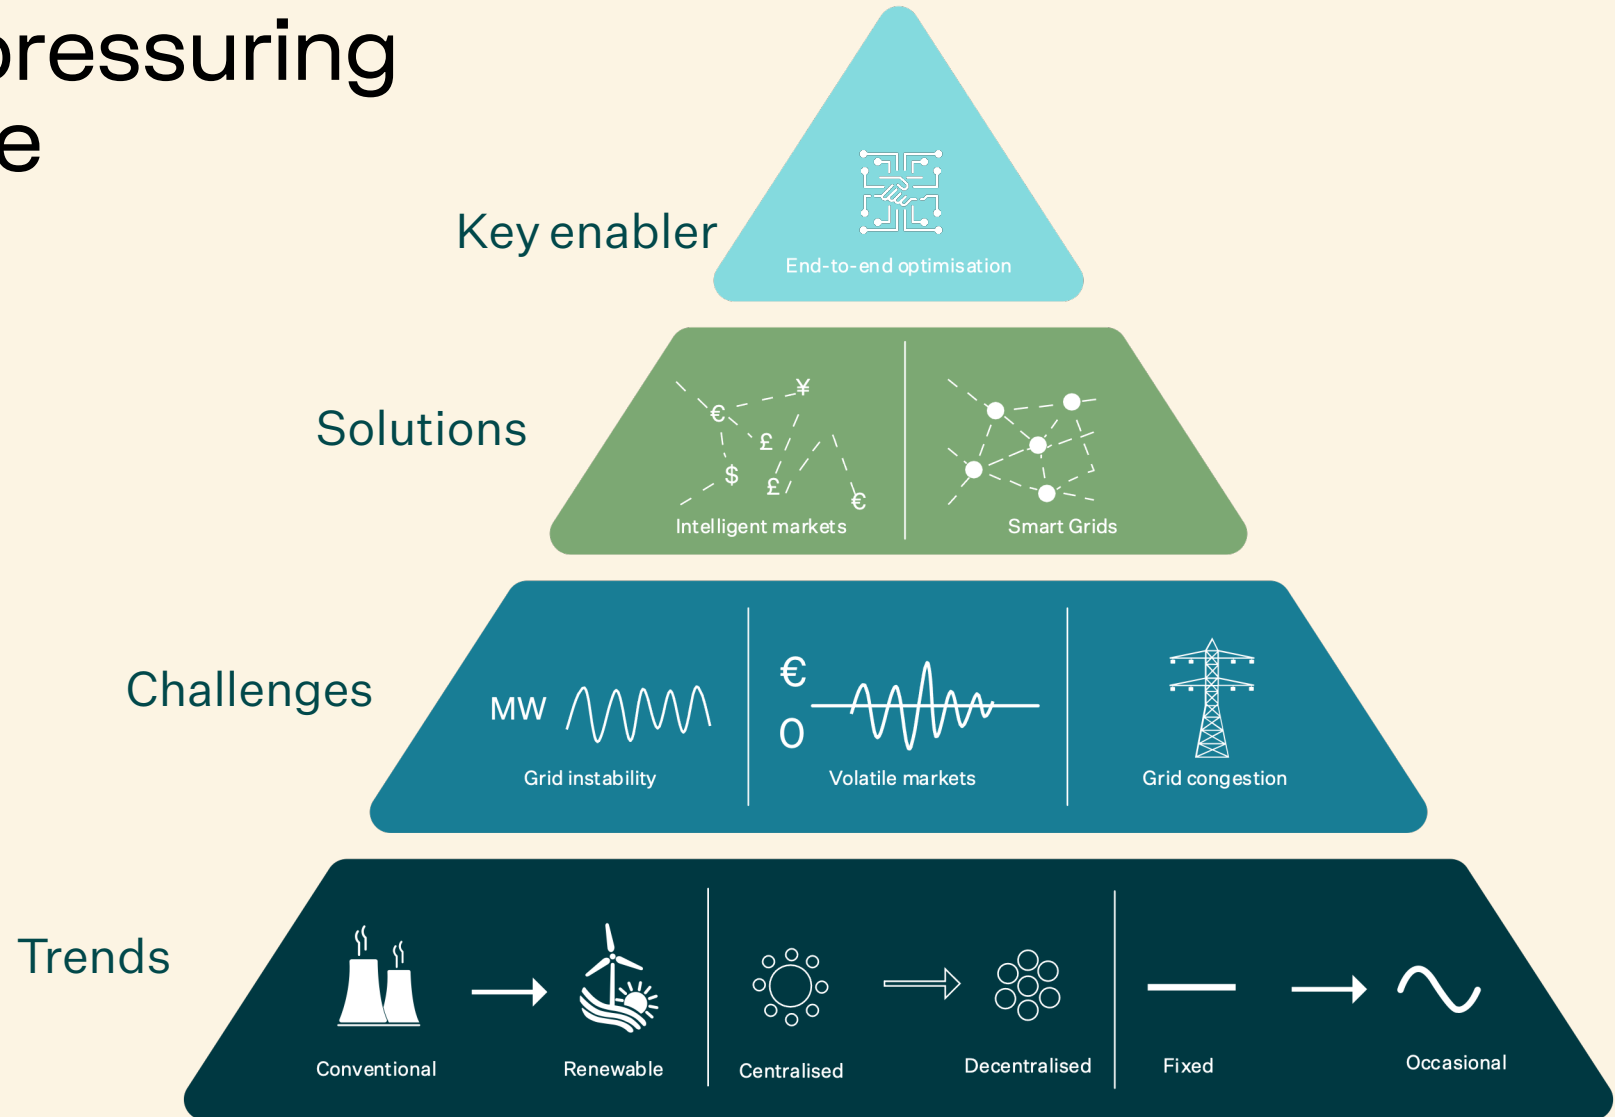 pressuring
e
Key enabler
End-to-end optimisation
Solutions
¥
€
£
$
£
€
Intelligent markets
Smart Grids
Challenges
MW
€
0
Grid instability
Volatile markets
Grid congestion
Trends
Conventional
Renewable
Centralised
Decentralised
Fixed
Occasional